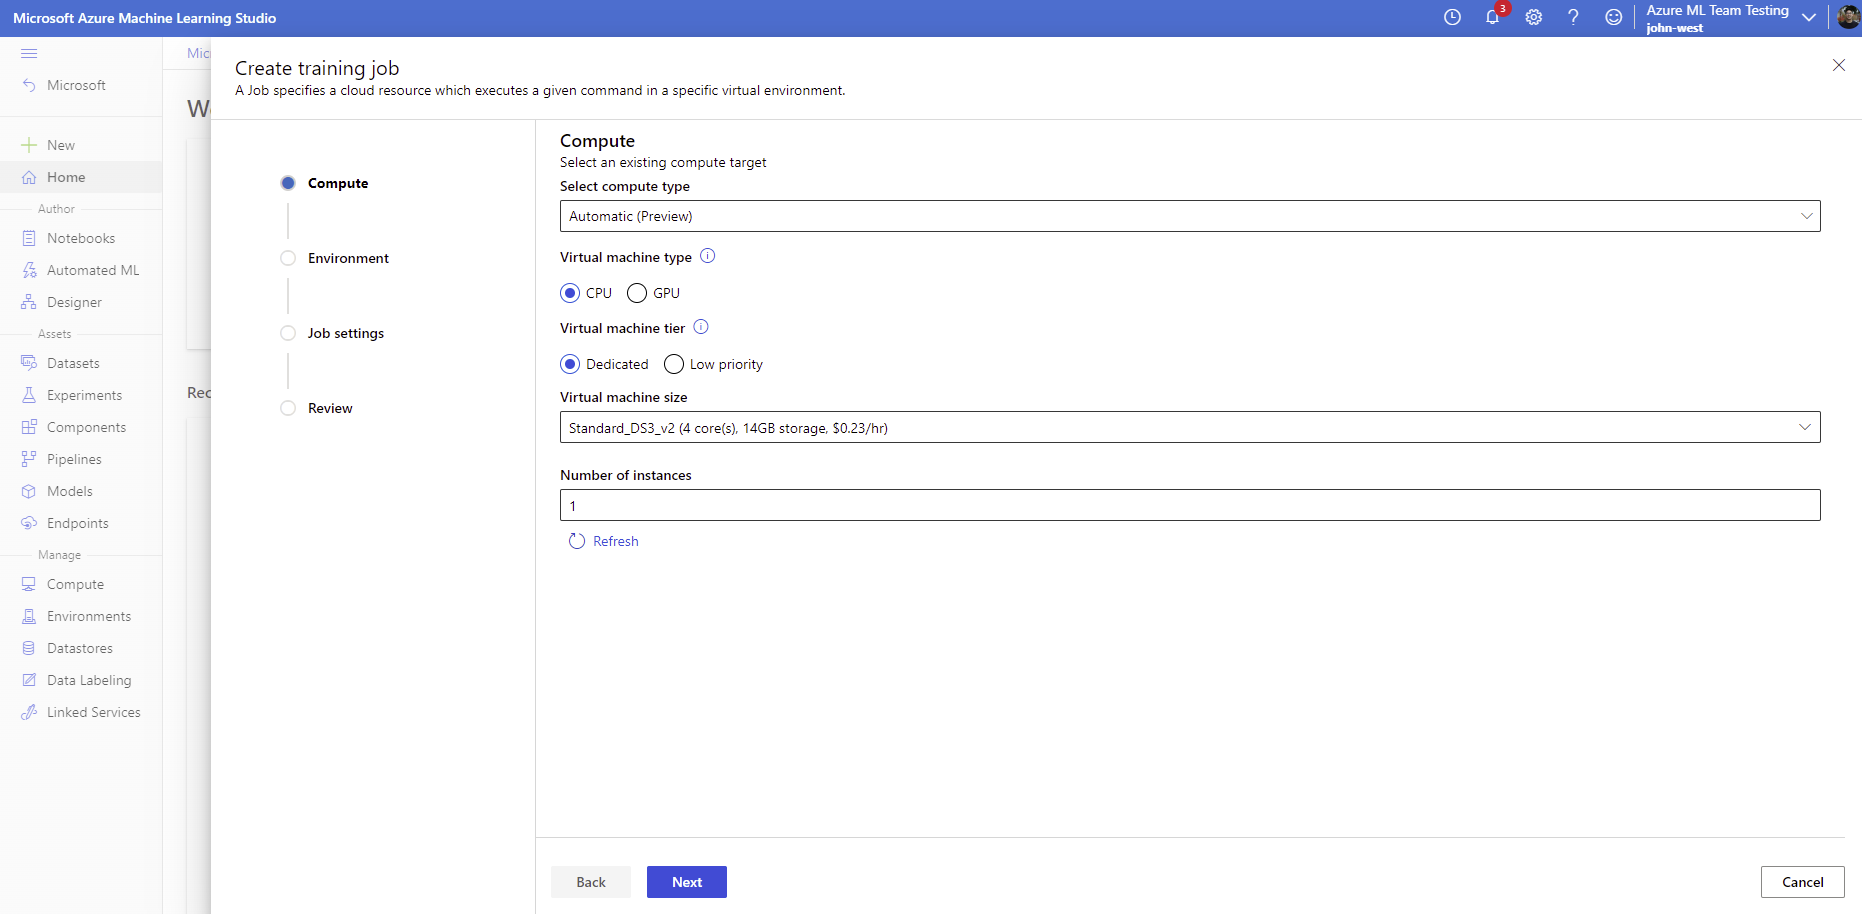 Microsoft Azure Machine Learning Studio
3
Azure ML Team Testing
john-west
Microsoft
New
Home
Author
Notebooks
Automated ML
Designer
Assets
Datasets
Experiments
Components
Pipelines
Models
Endpoints
Manage
Compute
Environments
Datastores
Data Labeling
Linked Services
Create training job
A Job specifies a cloud resource which executes a given command in a specific virtual environment.
Compute
Environment
Job settings
Review
Compute
Select an existing compute target
Select compute type
Automatic (Preview)
Virtual machine type
CPU GPU
Virtual machine tier
Dedicated Low priority
Virtual machine size
Standard_DS3_v2 (4 core(s), 14GB storage, $0.23/hr)
Number of instances
1
Refresh
Back Next Cancel